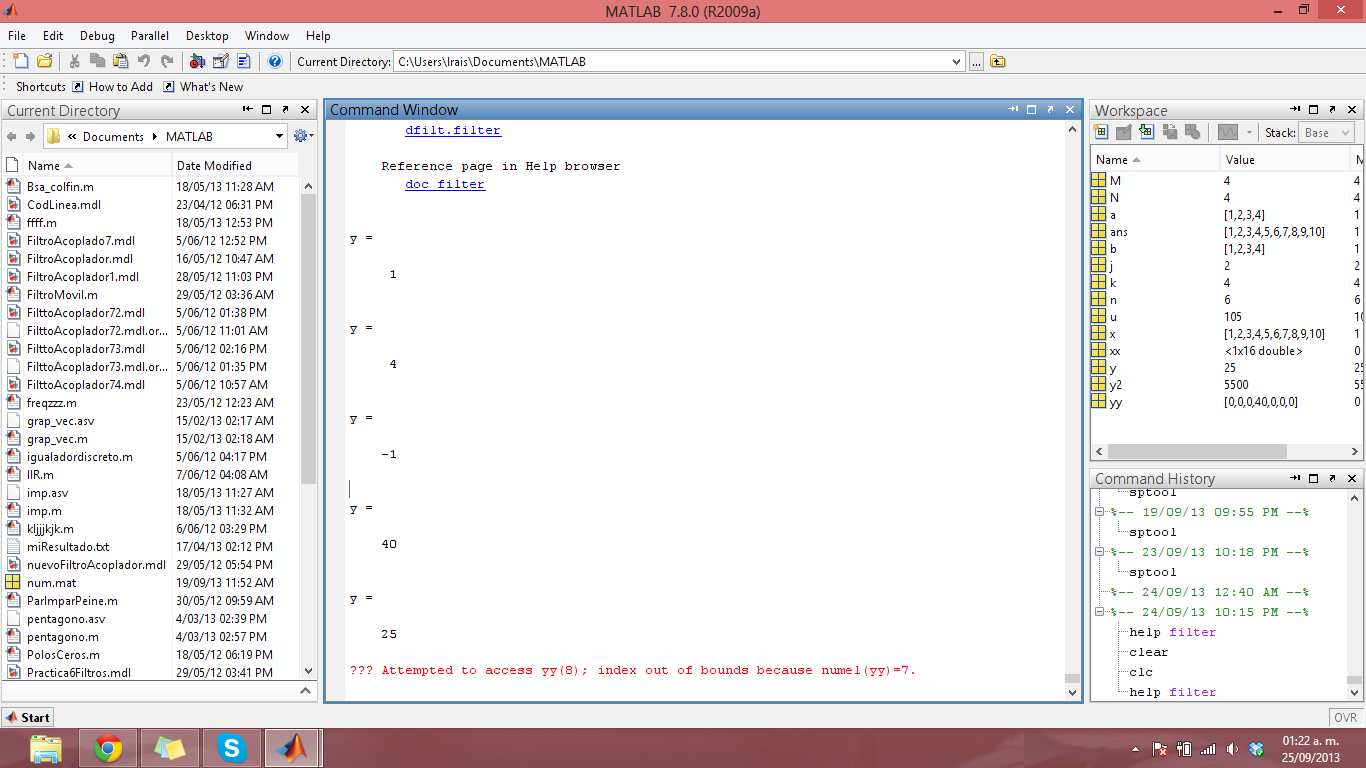 MATLAB 7.8.0 (R2009a)
File Edit Debug Parallel Desktop Window Help
Current Directory: C:\Users\Irais\Documents\MATLAB
Shortcuts How to Add What's New
Current Directory
« Documents MATLAB
Name Date Modified
Bsa_colfin.m 18/05/13 11:28 AM
CodLinea.mdl 23/04/12 06:31 PM
ffff.m 18/05/13 12:53 PM
FiltroAcoplado7.mdl 5/06/12 12:52 PM
FiltroAcoplador.mdl 16/05/12 10:47 AM
FiltroAcoplador1.mdl 28/05/12 11:03 PM
FiltroMovil.m 29/05/12 03:36 AM
FilttoAcoplador72.mdl 5/06/12 01:38 PM
FilttoAcoplador72.mdl.or... 5/06/12 11:01 AM
FilttoAcoplador73.mdl 5/06/12 02:16 PM
FilttoAcoplador73.mdl.or... 5/06/12 01:35 PM
FilttoAcoplador74.mdl 5/06/12 10:57 AM
freqzzz.m 23/05/12 12:23 AM
grap_vec.asv 15/02/13 02:17 AM
grap_vec.m 15/02/13 02:18 AM
igualadordiscreto.m 5/06/12 04:17 PM
IIR.m 7/06/12 04:08 AM
imp.asv 18/05/13 11:27 AM
imp.m 18/05/13 11:32 AM
kljjjkjk.m 6/06/12 03:29 PM
miResultado.txt 17/04/13 02:12 PM
nuevoFiltroAcoplador.mdl 29/05/12 05:54 PM
num.mat 19/09/13 11:52 AM
ParImparPeine.m 30/05/12 09:59 AM
pentagono.asv 4/03/13 02:39 PM
pentagono.m 4/03/13 02:57 PM
PolosCeros.m 18/05/12 06:19 PM
Practica6Filtros.mdl 29/05/12 03:41 PM
Command Window
dfilt.filter
Reference page in Help browser
doc filter
y =
1
y =
4
y =
-1
y =
40
y =
25
??? Attempted to access yy(8); index out of bounds because numel(yy)=7.
Workspace
Stack: Base
Name Value M
M 4 4
N 4 4
a [1,2,3,4] 1
ans [1,2,3,4,5,6,7,8,9,10] 1
b [1,2,3,4] 1
j 2 2
k 4 4
n 6 6
u 105 10
x [1,2,3,4,5,6,7,8,9,10] 1
xx <1x16 double> 0
y 25 25
y2 5500 55
yy [0,0,0,40,0,0,0] 0
Command History
sptool
%-- 19/09/13 09:55 PM --%
sptool
%-- 23/09/13 10:18 PM --%
sptool
%-- 24/09/13 12:40 AM --%
%-- 24/09/13 10:15 PM --%
help filter
clear
clc
help filter
Start
OVR
01:22 a. m.
25/09/2013